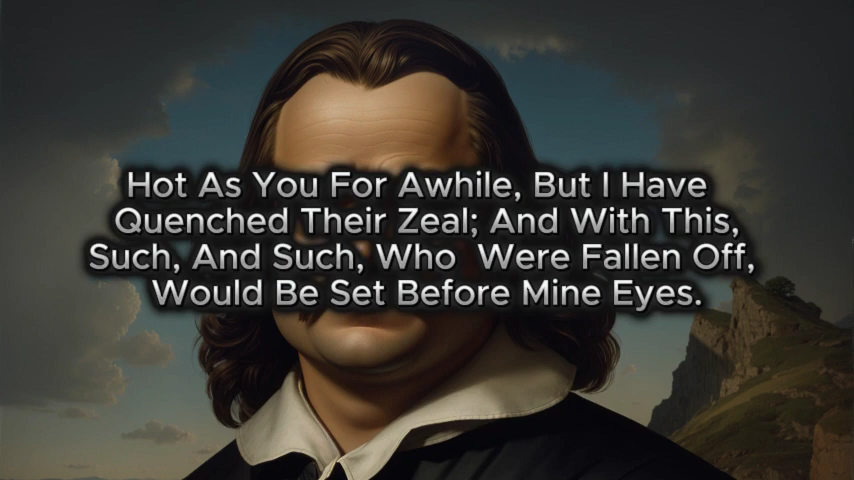 Hot As You For Awhile, But I Have
Quenched Their Zeal; And With This,
Such, And Such, Who Were Fallen Off,
Would Be Set Before Mine Eyes.